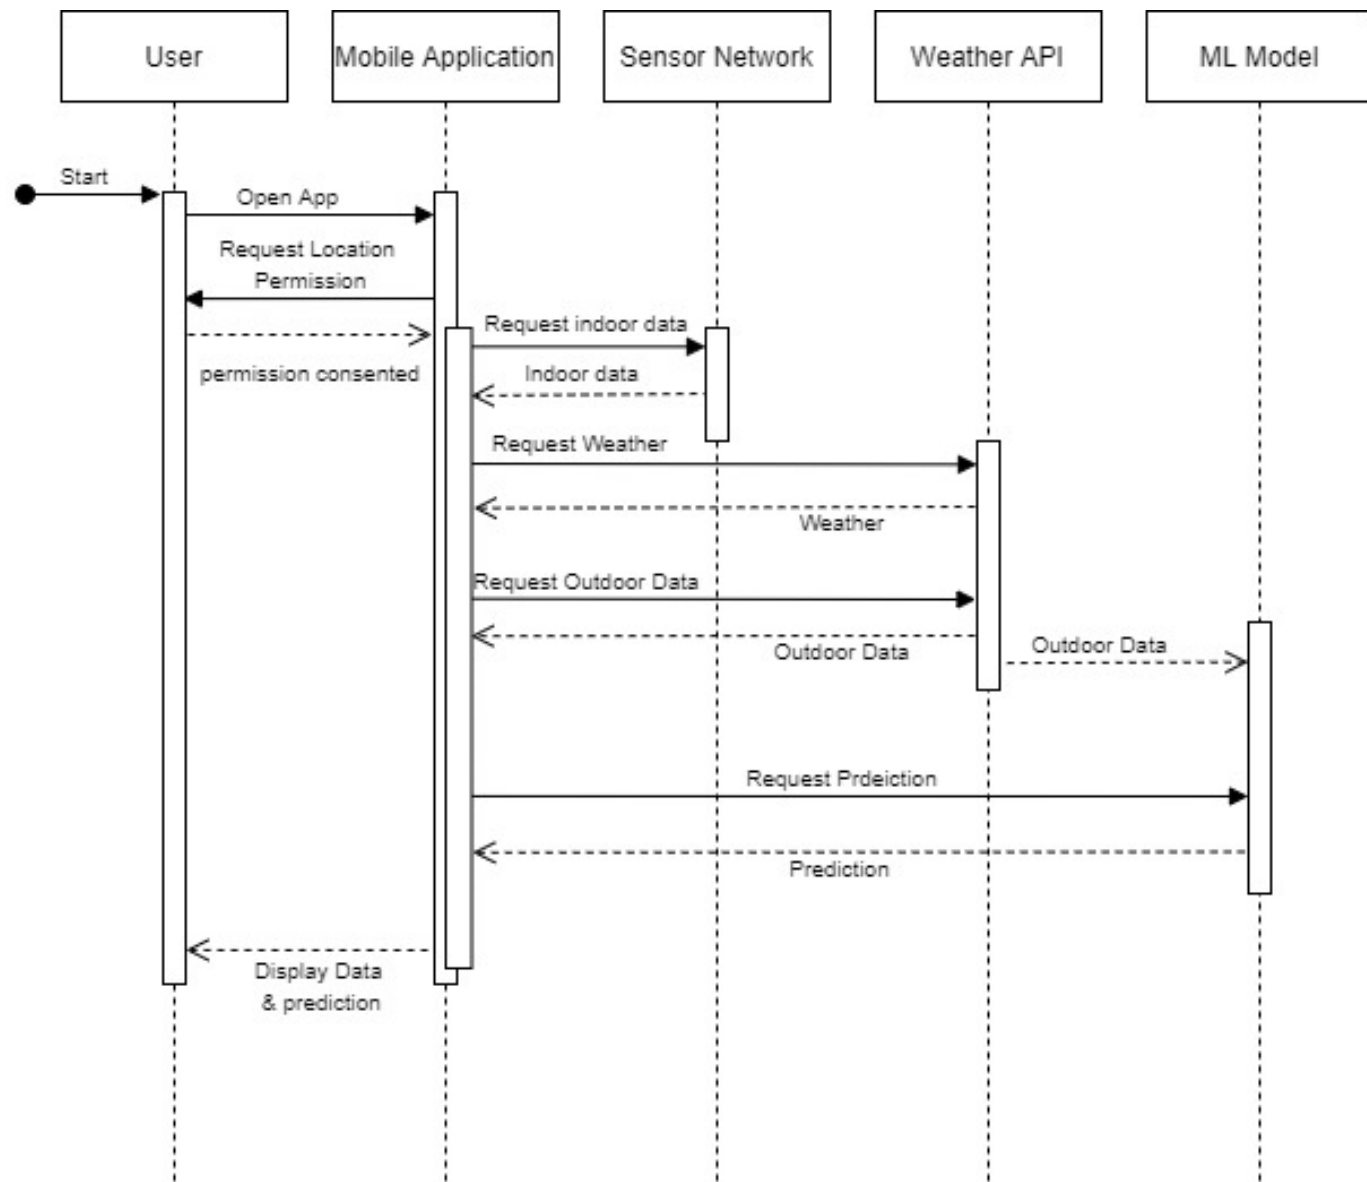 User
Mobile Application
Sensor Network
Weather API
ML Model
Start
Open App
Request Location
Permission
Request indoor data
permission consented
Indoor data
Request Weather
Weather
Request Outdoor Data
Outdoor Data
Outdoor Data
Request Prdeiction
Prediction
Display Data
& prediction